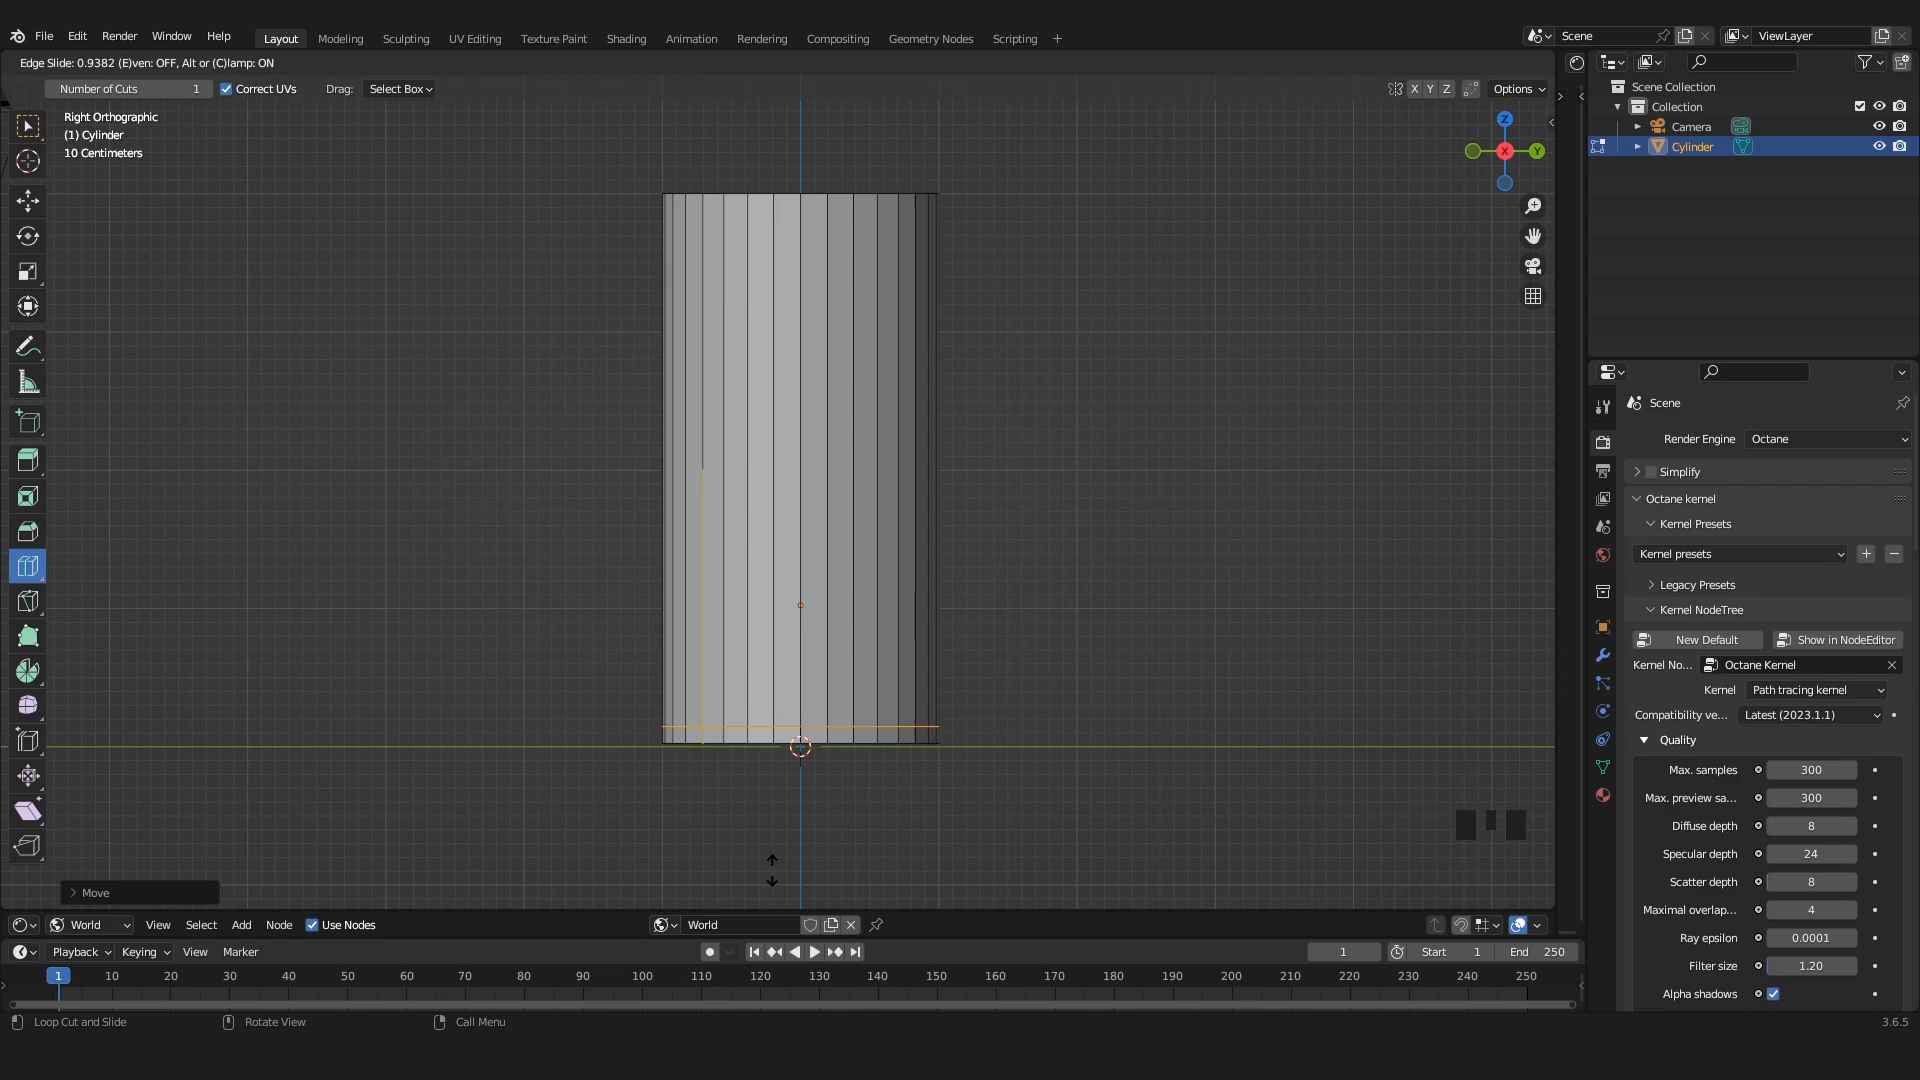 File Edit Render Window Help Layout Modeling Sculpting UV Editing Texture Paint Shading Animation Rendering Compositing Geometry Nodes Scripting + Scene ViewLayer
Edge Slide: 0.9382 (E)ven: OFF, Alt or (C)lamp: ON
Number of Cuts 1 Correct UVs Drag: Select Box X Y Z Options
Right Orthographic
(1) Cylinder
10 Centimeters
Z
X
Y
Move
Scene Collection
Collection
Camera
Cylinder
Scene
Render Engine Octane
Simplify
Octane kernel
Kernel Presets
Kernel presets
Legacy Presets
Kernel NodeTree
New Default Show in NodeEditor
Kernel No... Octane Kernel
Kernel Path tracing kernel
Compatibility ve... Latest (2023.1.1)
Quality
Max. samples 300
Max. preview sa... 300
Diffuse depth 8
Specular depth 24
Scatter depth 8
Maximal overlap... 4
Ray epsilon 0.0001
Filter size 1.20
Alpha shadows
World View Select Add Node Use Nodes World
Playback Keying View Marker 1 Start 1 End 250
1 10 20 30 40 50 60 70 80 90 100 110 120 130 140 150 160 170 180 190 200 210 220 230 240 250
Loop Cut and Slide Rotate View Call Menu 3.6.5